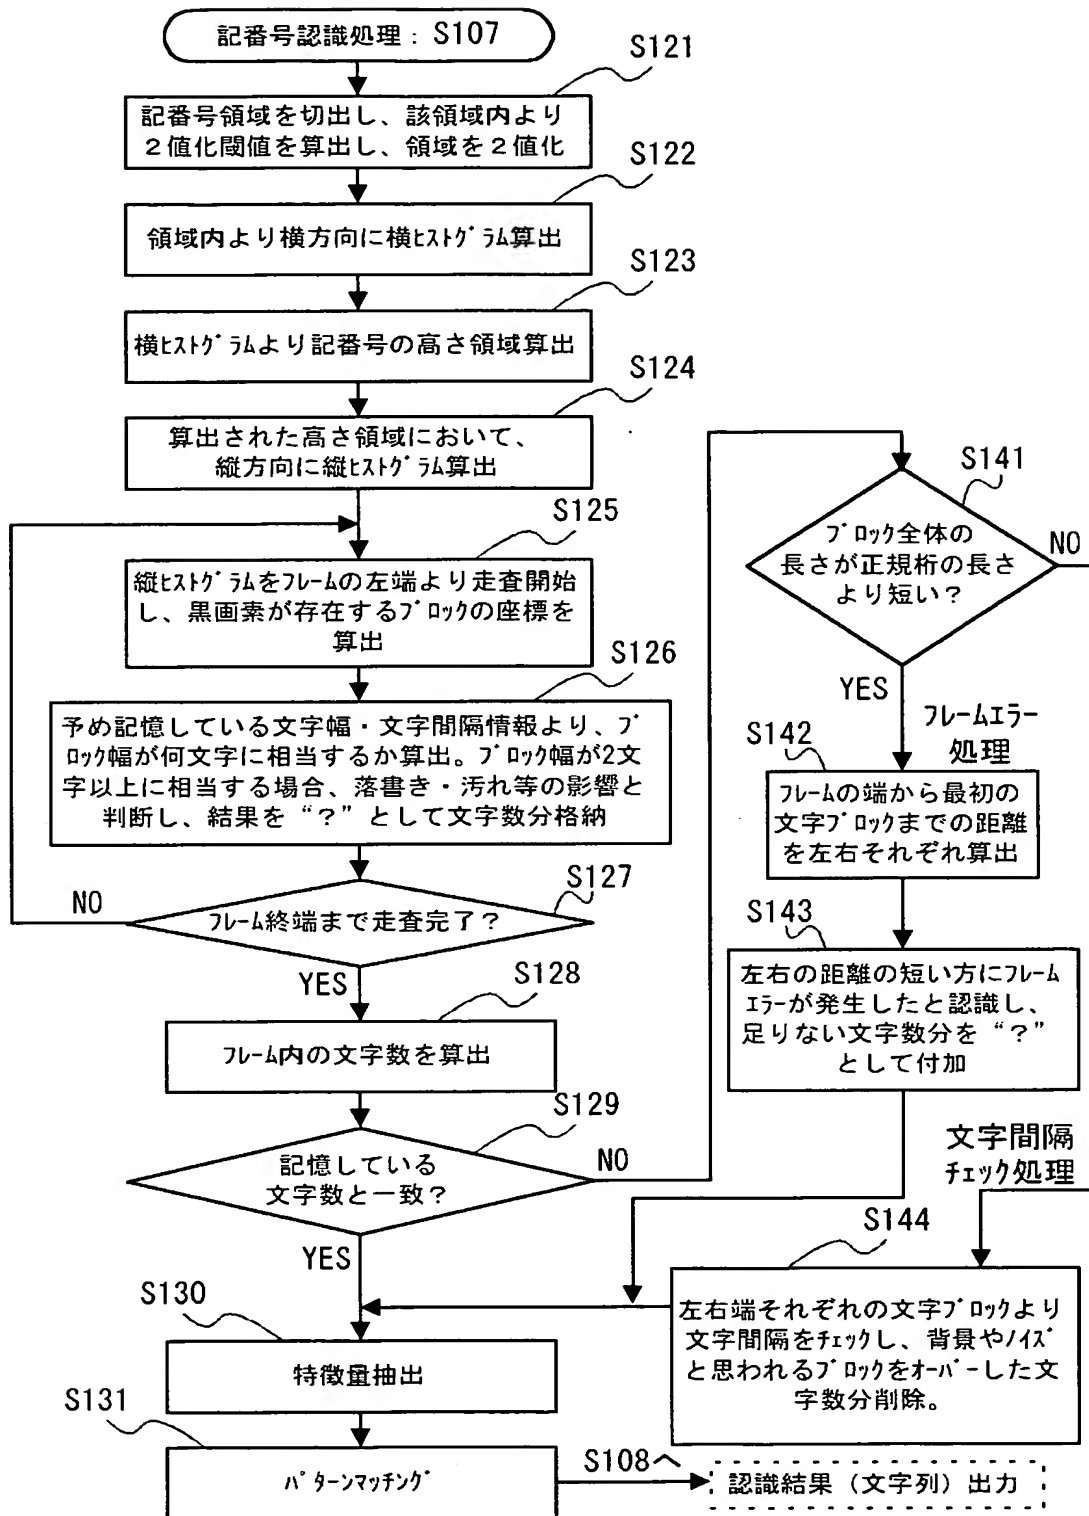 記番号認識処理：S107
S121
記番号領域を切出し、該領域内より
２値化閾値を算出し、領域を２値化
S122
領域内より横方向に横ﾋｽﾄｸﾞﾗﾑ算出
S123
横ﾋｽﾄｸﾞﾗﾑより記番号の高さ領域算出
S124
算出された高さ領域において、
縦方向に縦ﾋｽﾄｸﾞﾗﾑ算出
S125
縦ﾋｽﾄｸﾞﾗﾑをﾌﾚｰﾑの左端より走査開始
し、黒画素が存在するﾌﾞﾛｯｸの座標を
算出
S126
予め記憶している文字幅・文字間隔情報より、ﾌﾞ
ﾛｯｸ幅が何文字に相当するか算出。ﾌﾞﾛｯｸ幅が2文
字以上に相当する場合、落書き・汚れ等の影響と
判断し、結果を“？”として文字数分格納
S127
NO
ﾌﾚｰﾑ終端まで走査完了？
YES
S128
ﾌﾚｰﾑ内の文字数を算出
S129
記憶している
文字数と一致？
NO
YES
S130
特徴量抽出
S131
ﾊﾟﾀｰﾝﾏｯﾁﾝｸﾞ
S108
認識結果（文字列）出力
S141
ﾌﾞﾛｯｸ全体の
長さが正規桁の長さ
より短い？
NO
YES
ﾌﾚｰﾑｴﾗｰ
処理
S142
ﾌﾚｰﾑの端から最初の
文字ﾌﾞﾛｯｸまでの距離
を左右それぞれ算出
S143
左右の距離の短い方にﾌﾚｰﾑ
ｴﾗｰが発生したと認識し、
足りない文字数分を“？”
として付加
文字間隔
ﾁｪｯｸ処理
S144
左右端それぞれの文字ﾌﾞﾛｯｸより
文字間隔をﾁｪｯｸし、背景やﾉｲｽﾞ
と思われるﾌﾞﾛｯｸをｵｰﾊﾞｰした文
字数分削除。